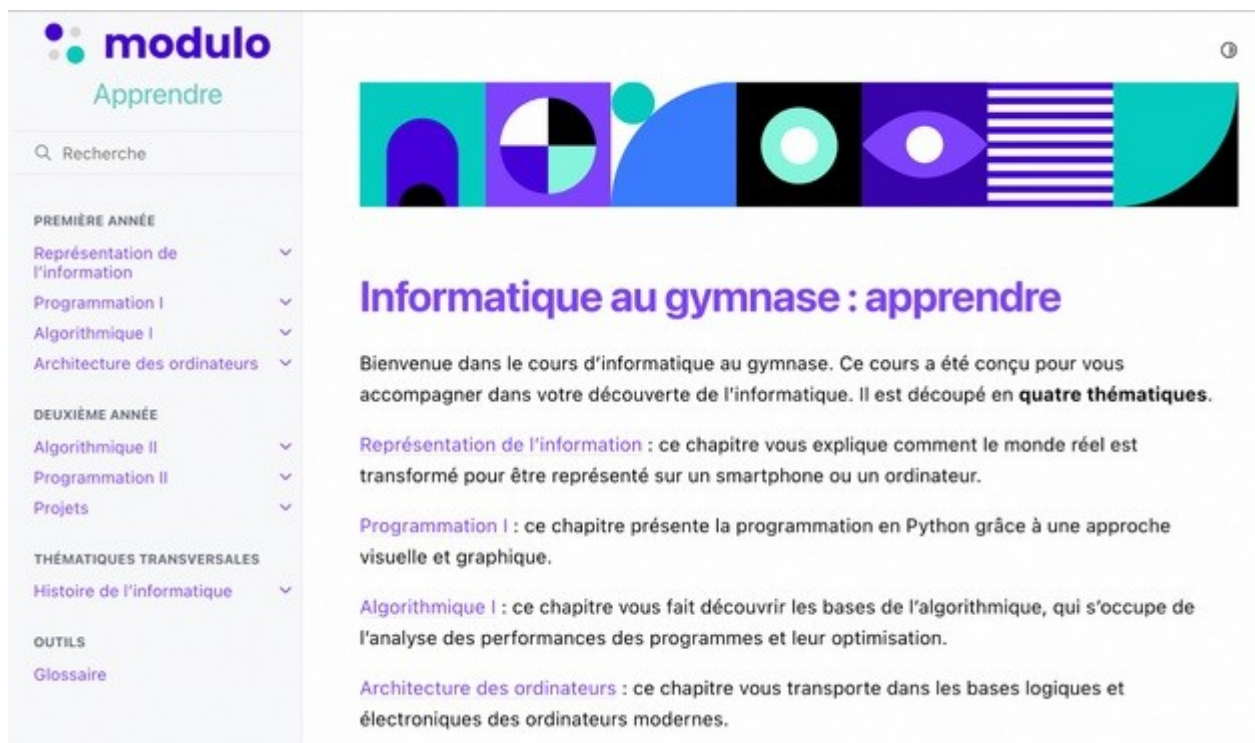 modulo
Apprendre
Recherche
PREMIÈRE ANNÉE
Représentation de
l'information
Programmation I
Algorithmique I
Architecture des ordinateurs
DEUXIÈME ANNÉE
Algorithmique II
Programmation II
Projets
THÉMATIQUES TRANSVERSALES
Histoire de l'informatique
OUTILS
Glossaire
Informatique au gymnase : apprendre
Bienvenue dans le cours d'informatique au gymnase. Ce cours a été conçu pour vous
accompagner dans votre découverte de l'informatique. Il est découpé en quatre thématiques.
Représentation de l'information : ce chapitre vous explique comment le monde réel est
transformé pour être représenté sur un smartphone ou un ordinateur.
Programmation I : ce chapitre présente la programmation en Python grâce à une approche
visuelle et graphique.
Algorithmique I : ce chapitre vous fait découvrir les bases de l'algorithmique, qui s'occupe de
l'analyse des performances des programmes et leur optimisation.
Architecture des ordinateurs : ce chapitre vous transporte dans les bases logiques et
électroniques des ordinateurs modernes.